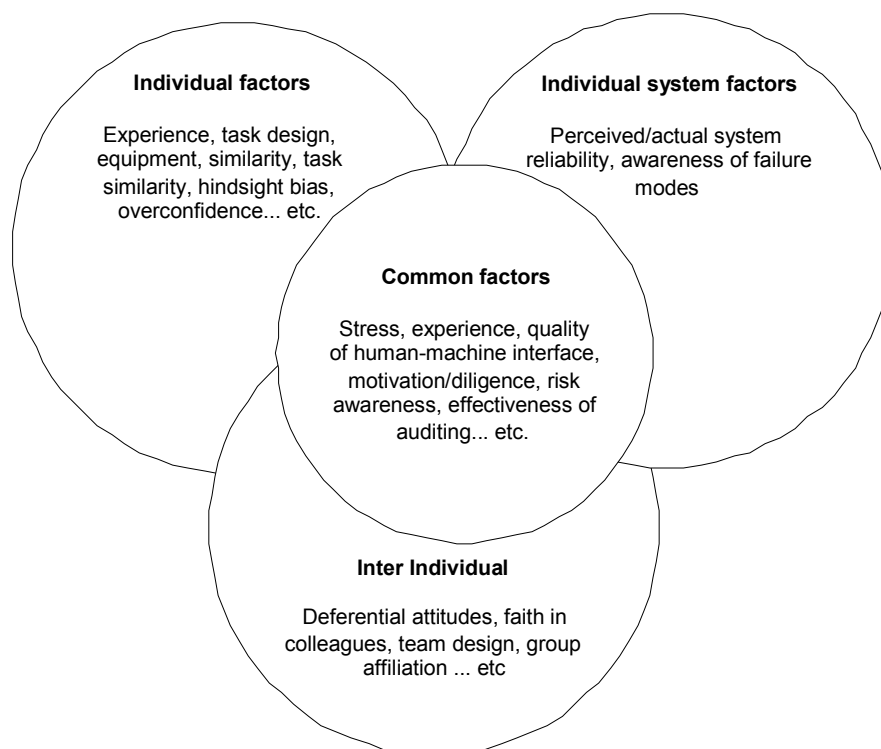 Individual factors
Experience, task design,
equipment, similarity, task
similarity, hindsight bias,
overconfidence... etc.
Individual system factors
Perceived/actual system
reliability, awareness of failure
modes
Common factors
Stress, experience, quality
of human-machine interface,
motivation/diligence, risk
awareness, effectiveness of
auditing... etc.
Inter Individual
Deferential attitudes, faith in
colleagues, team design, group
affiliation ... etc